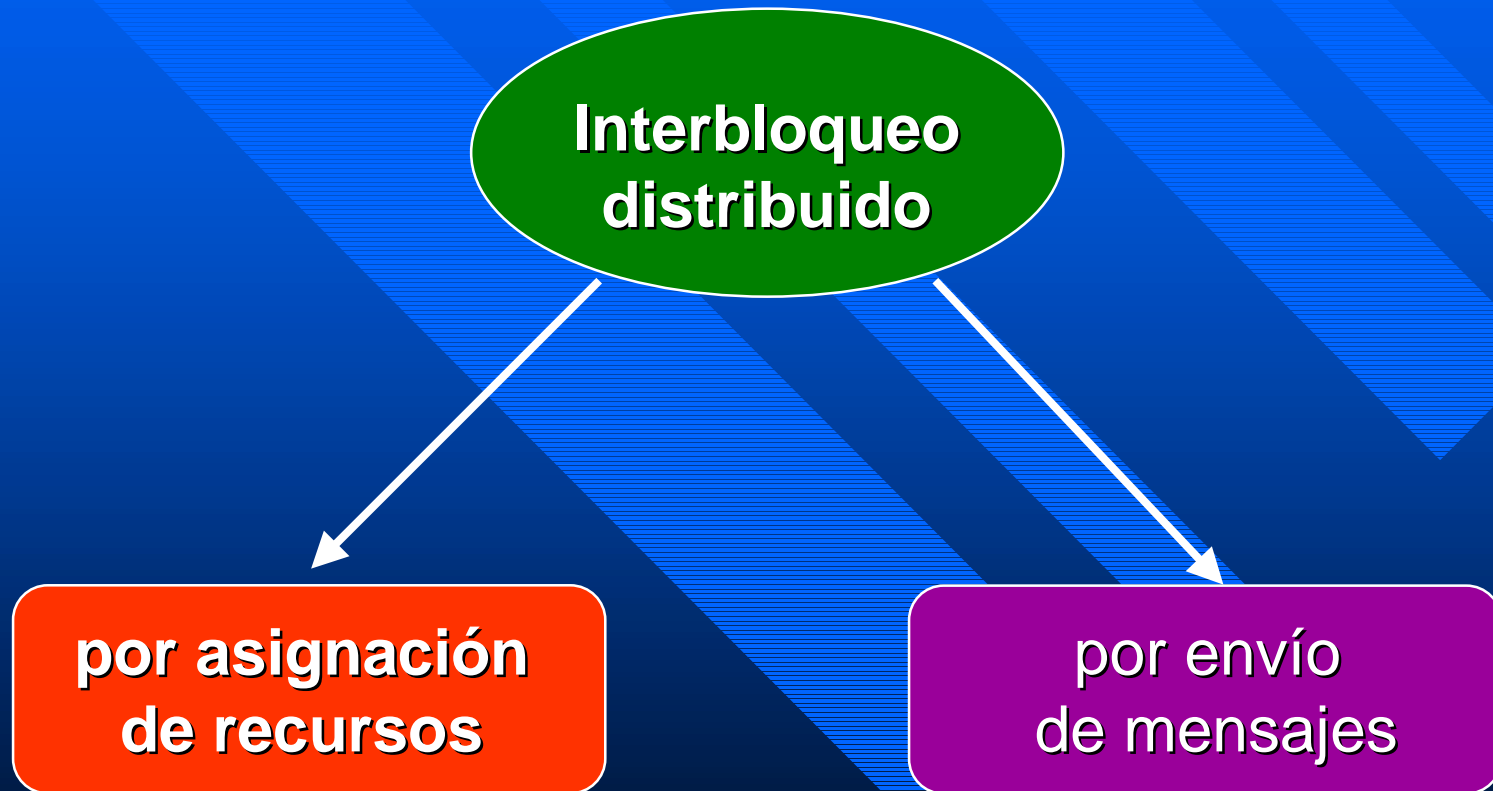 Interbloqueo
distribuido
por asignación
de recursos
por envío
de mensajes